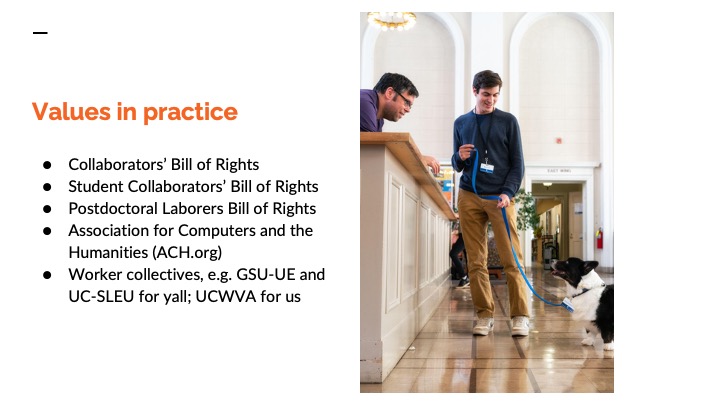 Values in practice
● Collaborators’ Bill of Rights
● Student Collaborators’ Bill of Rights
● Postdoctoral Laborers Bill of Rights
● Association for Computers and the
Humanities (ACH.org)
● Worker collectives, e.g. GSU-UE and
UC-SLEU for yall; UCWVA for us
EAST WING